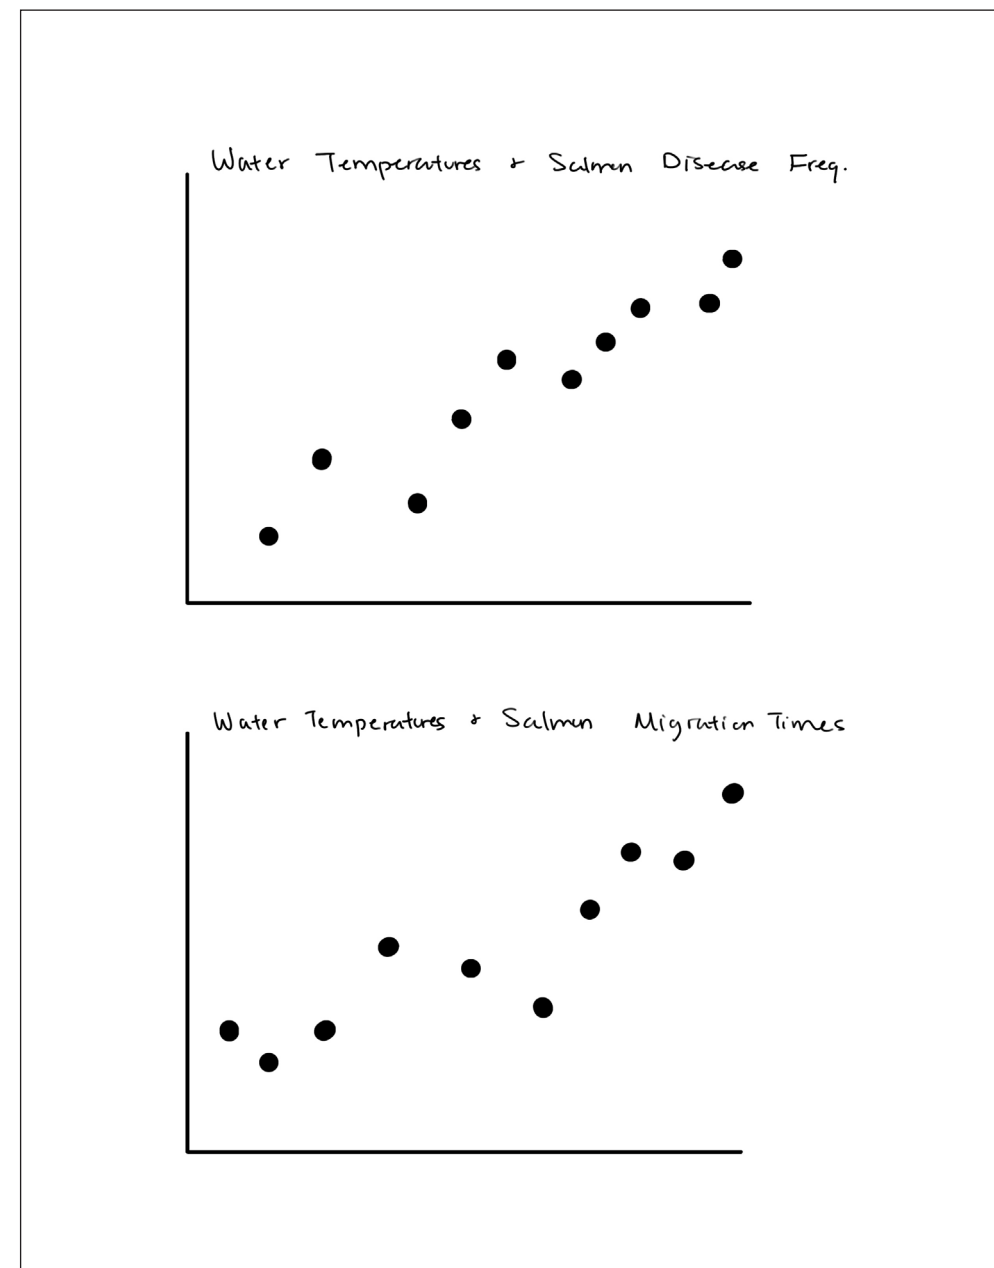 Water Temperatures & Salmon Disease Freq.
Water Temperatures & Salmon Migration Times